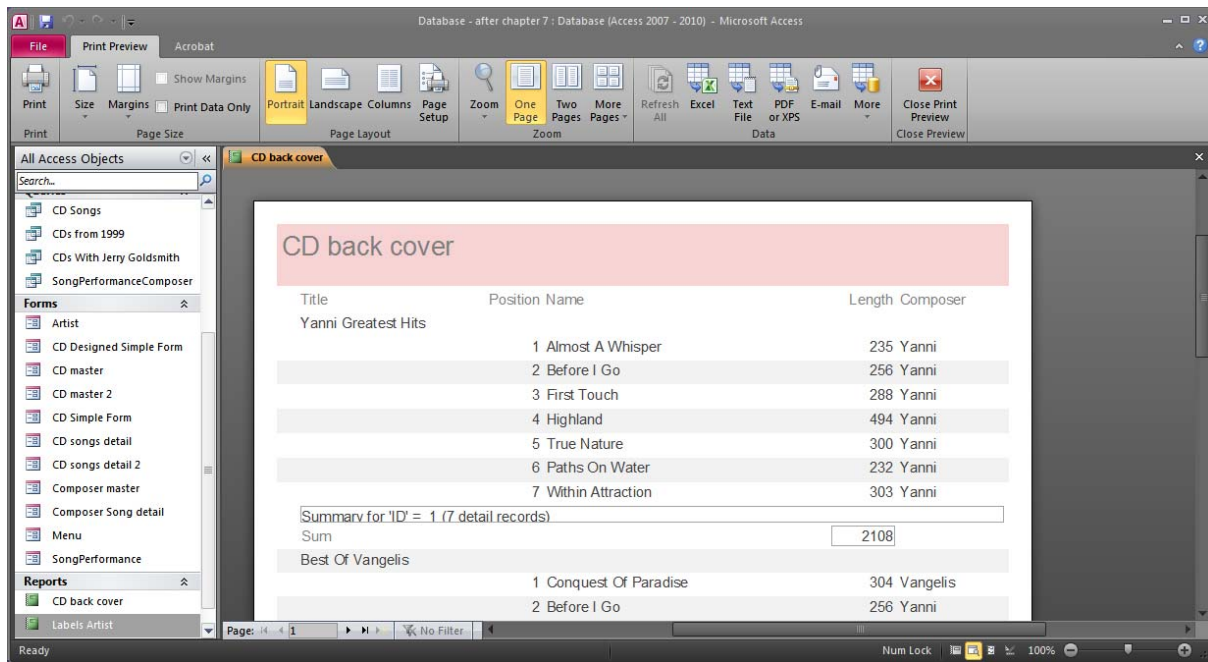 Database - after chapter 7 : Database (Access 2007 - 2010) - Microsoft Access
File Print Preview Acrobat
Print
Size
Margins
Show Margins
Print Data Only
Portrait
Landscape
Columns
Page Setup
Zoom
One Page
Two Pages
More Pages
Refresh All
Excel
Text File
PDF or XPS
E-mail
More
Close Print Preview
Print Page Size Page Layout Zoom Data Close Preview
All Access Objects
Search...
CD Songs
CDs from 1999
CDs With Jerry Goldsmith
SongPerformanceComposer
Forms
Artist
CD Designed Simple Form
CD master
CD master 2
CD Simple Form
CD songs detail
CD songs detail 2
Composer master
Composer Song detail
Menu
SongPerformance
Reports
CD back cover
Labels Artist
CD back cover
CD back cover
Title Position Name Length Composer
Yanni Greatest Hits
1 Almost A Whisper 235 Yanni
2 Before I Go 256 Yanni
3 First Touch 288 Yanni
4 Highland 494 Yanni
5 True Nature 300 Yanni
6 Paths On Water 232 Yanni
7 Within Attraction 303 Yanni
Summary for 'ID' = 1 (7 detail records)
Sum 2108
Best Of Vangelis
1 Conquest Of Paradise 304 Vangelis
2 Before I Go 256 Yanni
Page: 1 No Filter
Ready Num Lock 100%